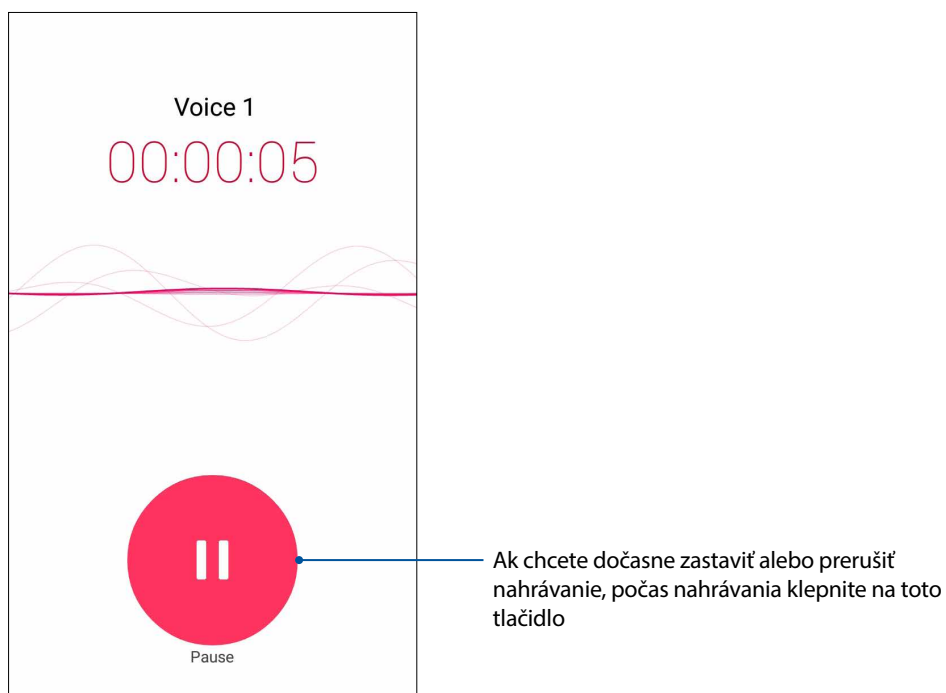 Voice 1
00:00:05
Pause
Ak chcete dočasne zastaviť alebo prerušiť
nahrávanie, počas nahrávania klepnite na toto
tlačidlo